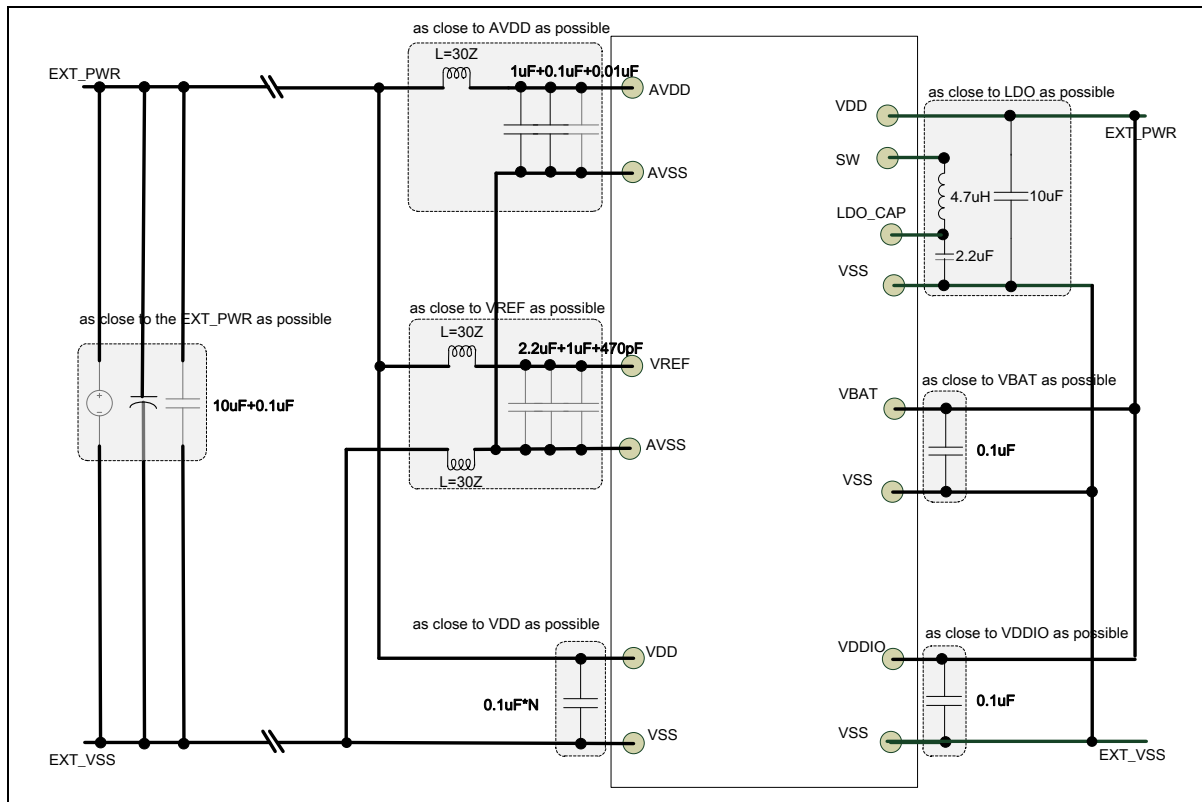 as close to AVDD as possible
L=30Z
EXT_PWR
1uF+0.1uF+0.01uF
AVDD
as close to LDO as possible
VDD
EXT_PWR
SW
AVSS
4.7uH
10uF
LDO_CAP
2.2uF
VSS
as close to VREF as possible
as close to the EXT_PWR as possible
L=30Z
2.2uF+1uF+470pF
VREF
as close to VBAT as possible
VBAT
10uF+0.1uF
AVSS
0.1uF
L=30Z
VSS
as close to VDD as possible
as close to VDDIO as possible
VDD
VDDIO
0.1uF*N
0.1uF
VSS
VSS
EXT_VSS
EXT_VSS